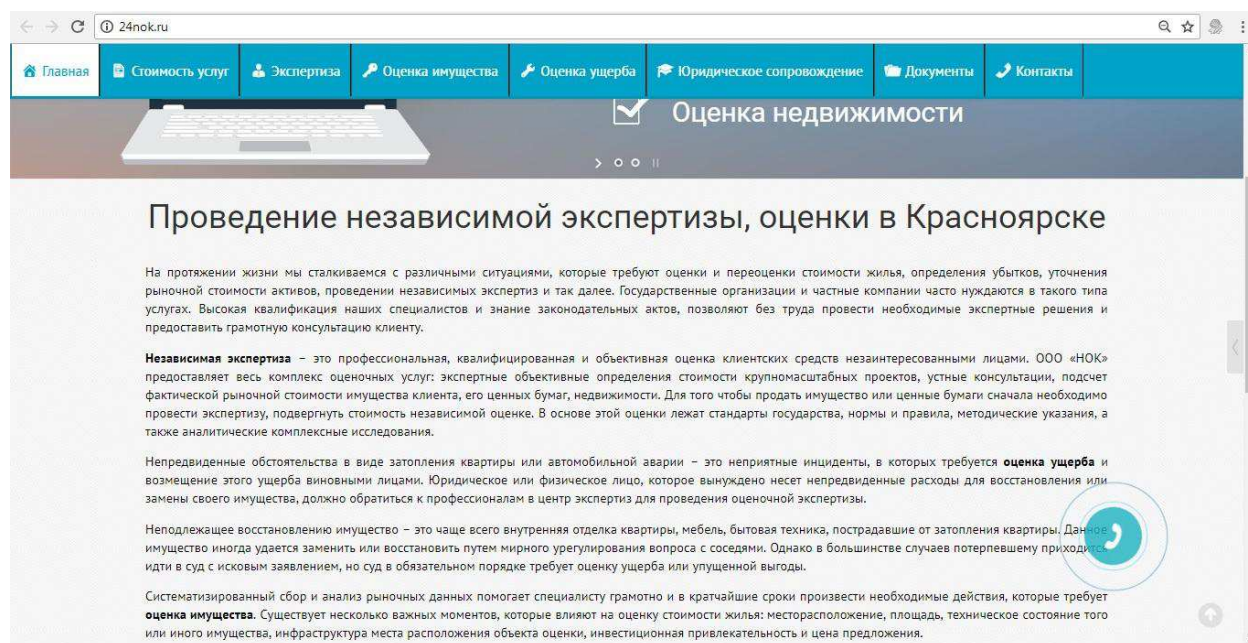 24nok.ru
Главная Стоимость услуг Экспертиза Оценка имущества Оценка ущерба Юридическое сопровождение Документы Контакты
Оценка недвижимости
Проведение независимой экспертизы, оценки в Красноярске
На протяжении жизни мы сталкиваемся с различными ситуациями, которые требуют оценки и переоценки стоимости жилья, определения убытков, уточнения
рыночной стоимости активов, проведении независимых экспертиз и так далее. Государственные организации и частные компании часто нуждаются в такого типа
услугах. Высокая квалификация наших специалистов и знание законодательных актов, позволяют без труда провести необходимые экспертные решения и
предоставить грамотную консультацию клиенту.
Независимая экспертиза – это профессиональная, квалифицированная и объективная оценка клиентских средств незаинтересованными лицами. ООО «НОК»
предоставляет весь комплекс оценочных услуг: экспертные объективные определения стоимости крупномасштабных проектов, устные консультации, подсчет
фактической рыночной стоимости имущества клиента, его ценных бумаг, недвижимости. Для того чтобы продать имущество или ценные бумаги сначала необходимо
провести экспертизу, подвергнуть стоимость независимой оценке. В основе этой оценки лежат стандарты государства, нормы и правила, методические указания, а
также аналитические комплексные исследования.
Непредвиденные обстоятельства в виде затопления квартиры или автомобильной аварии – это неприятные инциденты, в которых требуется оценка ущерба и
возмещение этого ущерба виновными лицами. Юридическое или физическое лицо, которое вынуждено несет непредвиденные расходы для восстановления или
замены своего имущества, должно обратиться к профессионалам в центр экспертиз для проведения оценочной экспертизы.
Неподлежащее восстановлению имущество – это чаще всего внутренняя отделка квартиры, мебель, бытовая техника, пострадавшие от затопления квартиры. Данное
имущество иногда удается заменить или восстановить путем мирного урегулирования вопроса с соседями. Однако в большинстве случаев потерпевшему приходится
идти в суд с исковым заявлением, но суд в обязательном порядке требует оценку ущерба или упущенной выгоды.
Систематизированный сбор и анализ рыночных данных помогает специалисту грамотно и в кратчайшие сроки произвести необходимые действия, которые требует
оценка имущества. Существует несколько важных моментов, которые влияют на оценку стоимости жилья: месторасположение, площадь, техническое состояние того
или иного имущества, инфраструктура места расположения объекта оценки, инвестиционная привлекательность и цена предложения.